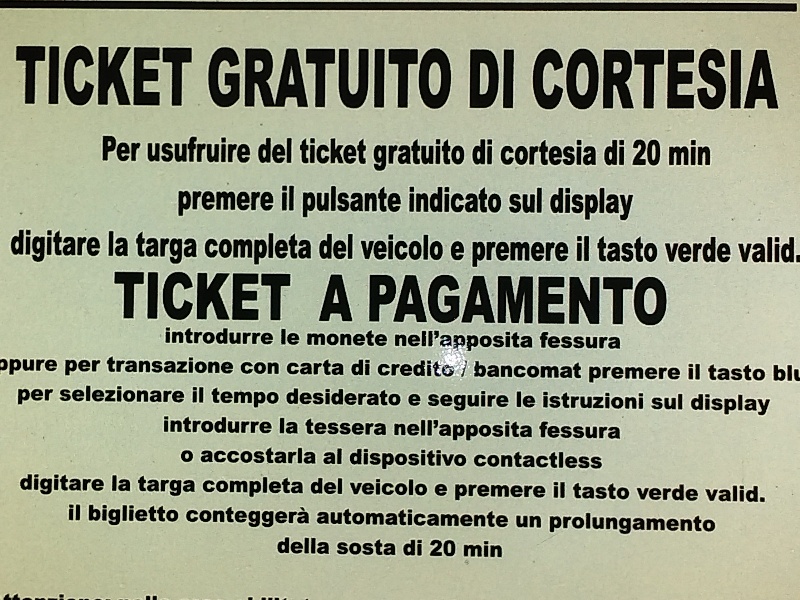 TICKET GRATUITO DI CORTESIA
Per usufruire del ticket gratuito di cortesia di 20 min
premere il pulsante indicato sul display
digitare la targa completa del veicolo e premere il tasto verde valid.
TICKET A PAGAMENTO
introdurre le monete nell'apposita fessura
ppure per transazione con carta di credito / bancomat premere il tasto blu
per selezionare il tempo desiderato e seguire le istruzioni sul display
introdurre la tessera nell'apposita fessura
o accostarla al dispositivo contactless
digitare la targa completa del veicolo e premere il tasto verde valid.
il biglietto conteggerà automaticamente un prolungamento
della sosta di 20 min